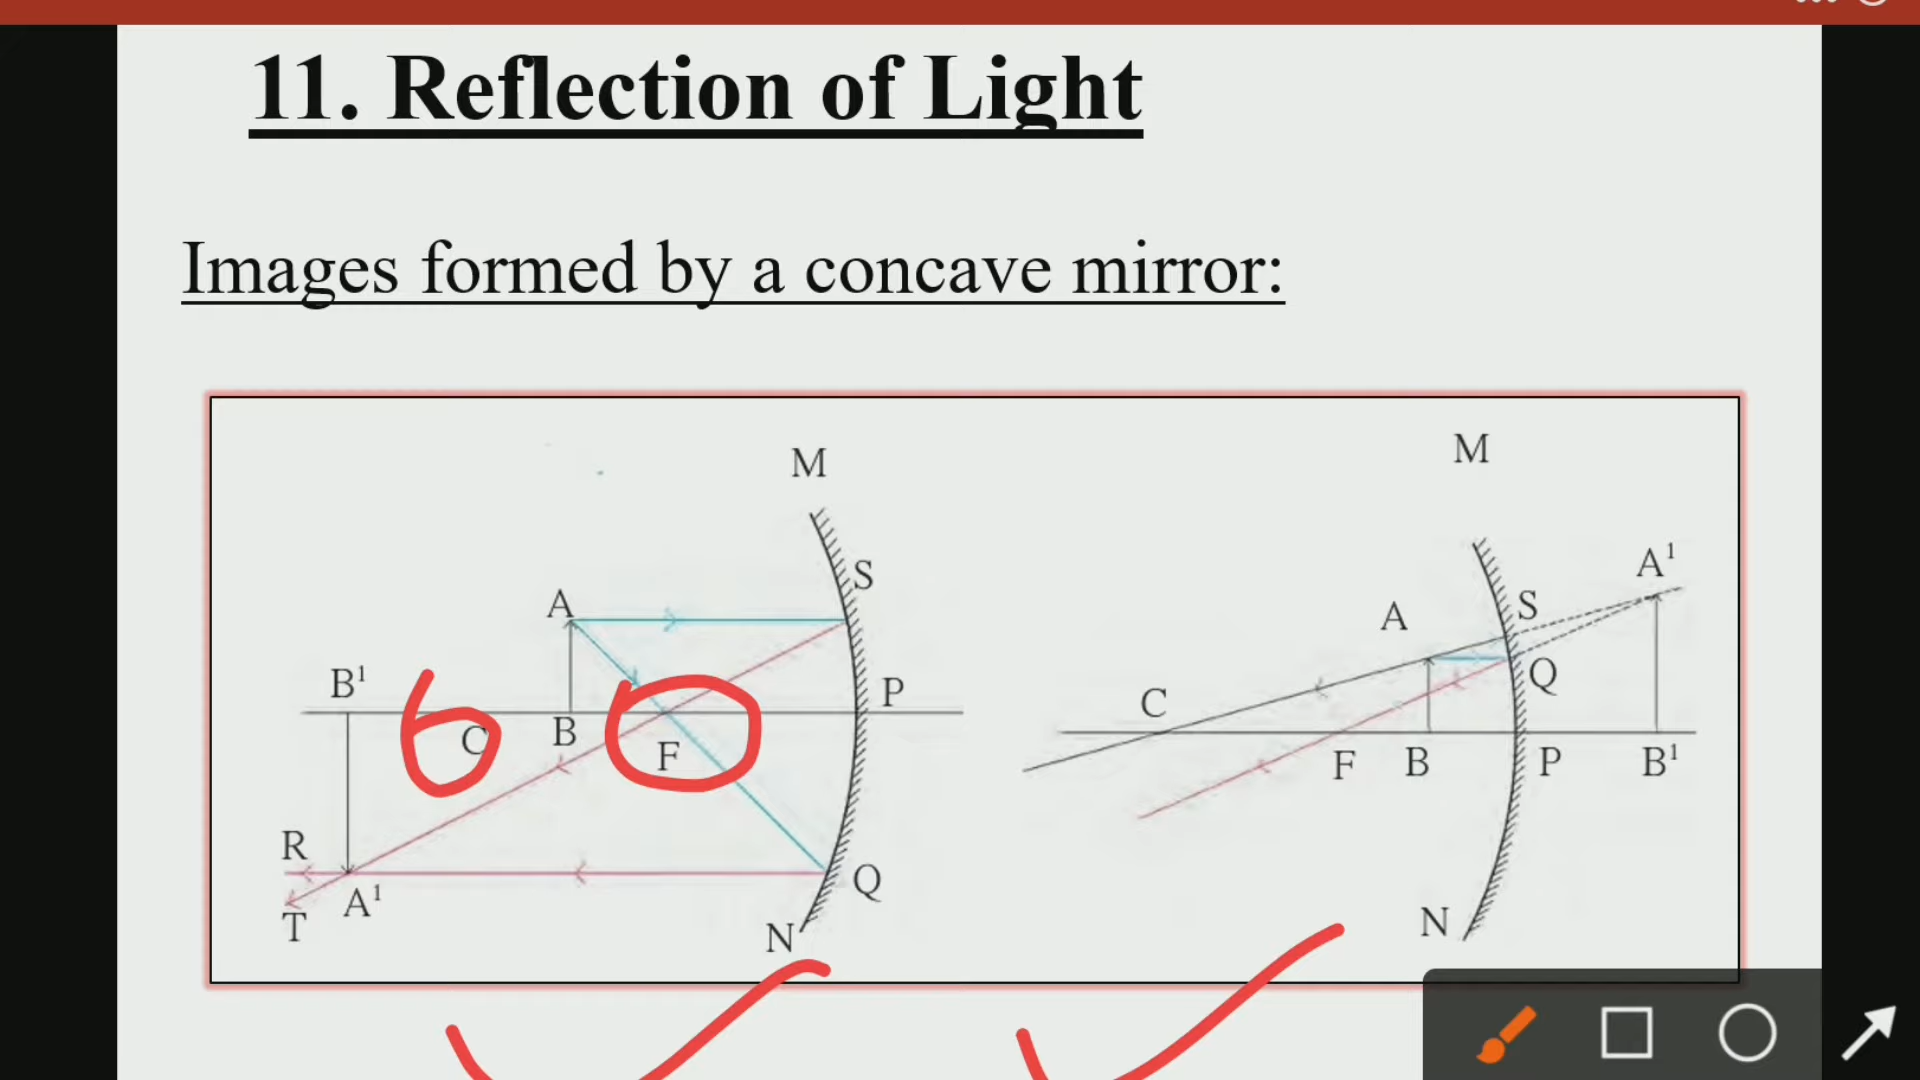 11. Reflection of Light
Images formed by a concave mirror:
M
S
A
B¹
P
C
B
F
R
A¹
T
Q
N
M
A¹
S
A
Q
C
F
B
P
B¹
N